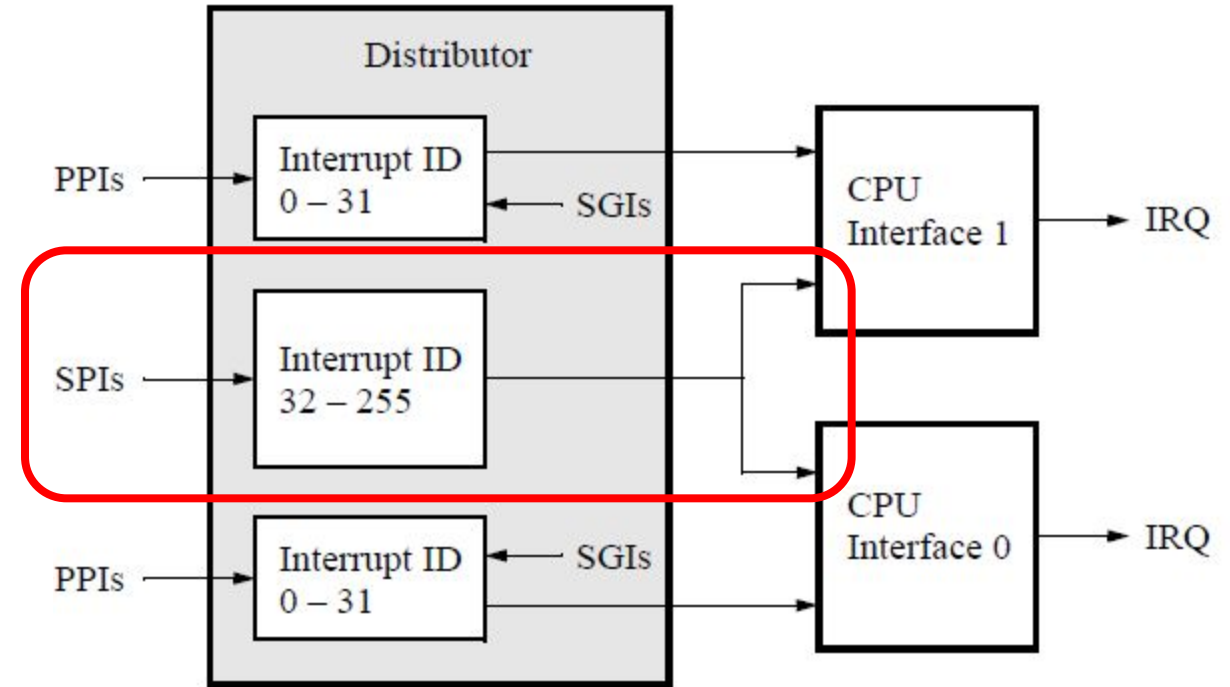 Distributor
PPIs
Interrupt ID
0 – 31
SGIs
CPU
Interface 1
IRQ
SPIs
Interrupt ID
32 – 255
CPU
Interface 0
IRQ
PPIs
Interrupt ID
0 – 31
SGIs